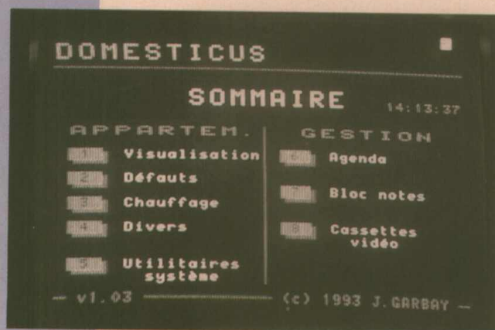 DOMESTICUS
SOMMAIRE
14:13:37
APPARTEM.
1 Visualisation
2 Défauts
3 Chauffage
4 Divers
5 Utilitaires
système
GESTION
6 Agenda
7 Bloc notes
8 Cassettes
vidéo
v1.03
(c) 1993 J.GARBAY